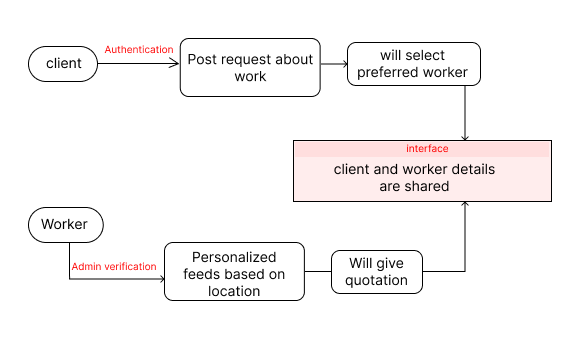 Authentication
client
Post request about
work
will select
preferred worker
interface
client and worker details
are shared
Worker
Admin verification
Personalized
feeds based on
location
Will give
quotation